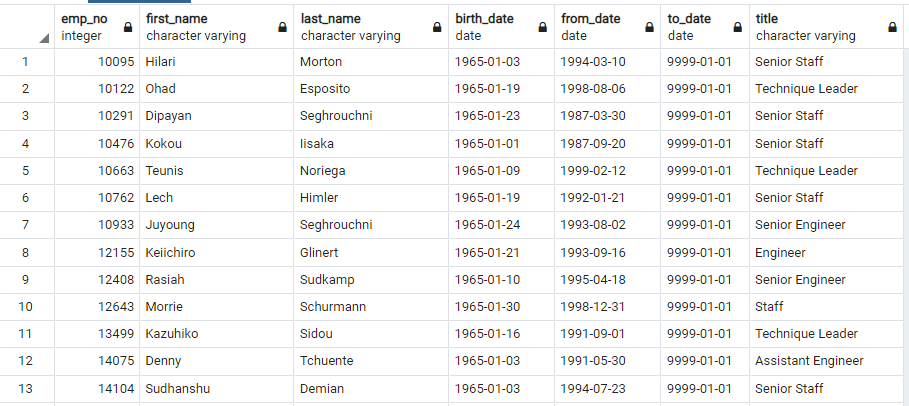 emp_no first_name last_name birth_date from_date to_date title
integer character varying character varying date date date character varying
1 10095 Hilari Morton 1965-01-03 1994-03-10 9999-01-01 Senior Staff
2 10122 Ohad Esposito 1965-01-19 1998-08-06 9999-01-01 Technique Leader
3 10291 Dipayan Seghrouchni 1965-01-23 1987-03-30 9999-01-01 Senior Staff
4 10476 Kokou Iisaka 1965-01-01 1987-09-20 9999-01-01 Senior Staff
5 10663 Teunis Noriega 1965-01-09 1999-02-12 9999-01-01 Technique Leader
6 10762 Lech Himler 1965-01-19 1992-01-21 9999-01-01 Senior Staff
7 10933 Juyoung Seghrouchni 1965-01-24 1993-08-02 9999-01-01 Senior Engineer
8 12155 Keiichiro Glinert 1965-01-21 1993-09-16 9999-01-01 Engineer
9 12408 Rasiah Sudkamp 1965-01-10 1995-04-18 9999-01-01 Senior Engineer
10 12643 Morrie Schurmann 1965-01-30 1998-12-31 9999-01-01 Staff
11 13499 Kazuhiko Sidou 1965-01-16 1991-09-01 9999-01-01 Technique Leader
12 14075 Denny Tchuente 1965-01-03 1991-05-30 9999-01-01 Assistant Engineer
13 14104 Sudhanshu Demian 1965-01-03 1994-07-23 9999-01-01 Senior Staff